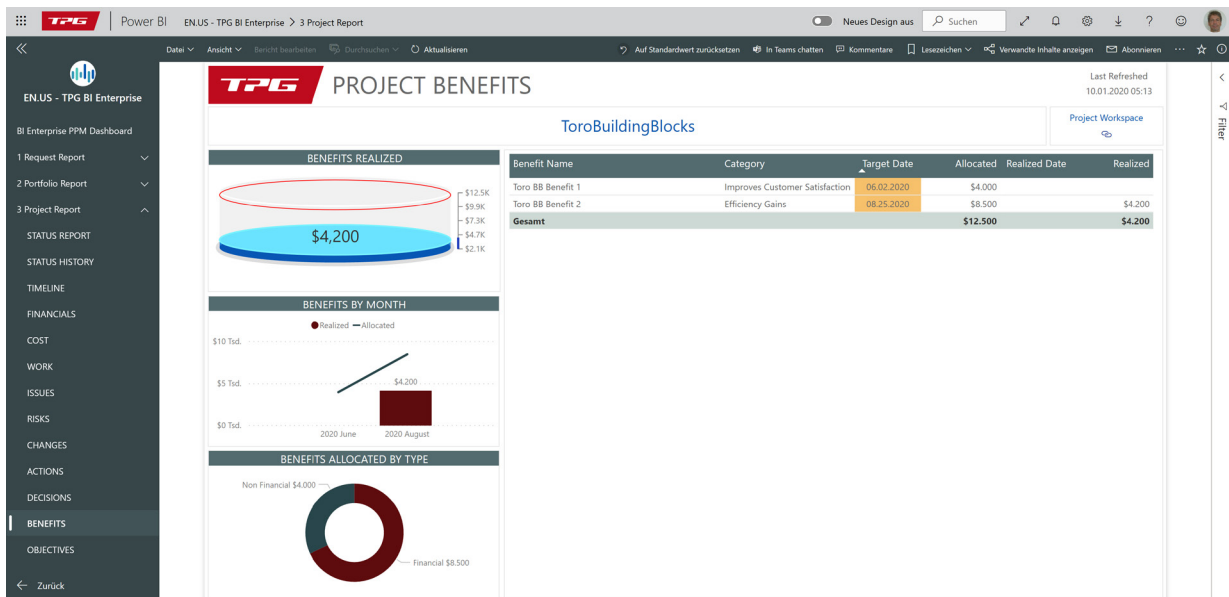 TPG Power BI EN.US - TPG BI Enterprise > 3 Project Report Neues Design aus Suchen ?
Datei Ansicht Bericht bearbeiten Durchsuchen Aktualisieren Auf Standardwert zurücksetzen In Teams chatten Kommentare Lesezeichen Verwandte Inhalte anzeigen Abonnieren ...
EN.US - TPG BI Enterprise
BI Enterprise PPM Dashboard
1 Request Report
2 Portfolio Report
3 Project Report
STATUS REPORT
STATUS HISTORY
TIMELINE
FINANCIALS
COST
WORK
ISSUES
RISKS
CHANGES
ACTIONS
DECISIONS
BENEFITS
OBJECTIVES
Zurück
TPG PROJECT BENEFITS
Last Refreshed
10.01.2020 05:13
ToroBuildingBlocks
Project Workspace
BENEFITS REALIZED
$12.5K
$9.9K
$7.3K
$4.7K
$2.1K
$4,200
BENEFITS BY MONTH
Realized Allocated
$10 Tsd.
$5 Tsd.
$0 Tsd.
$4.200
2020 June 2020 August
BENEFITS ALLOCATED BY TYPE
Non Financial $4.000
Financial $8.500
Benefit Name Category Target Date Allocated Realized Date Realized
Toro BB Benefit 1 Improves Customer Satisfaction 06.02.2020 $4.000
Toro BB Benefit 2 Efficiency Gains 08.25.2020 $8.500 $4.200
Gesamt $12.500 $4.200
Filter